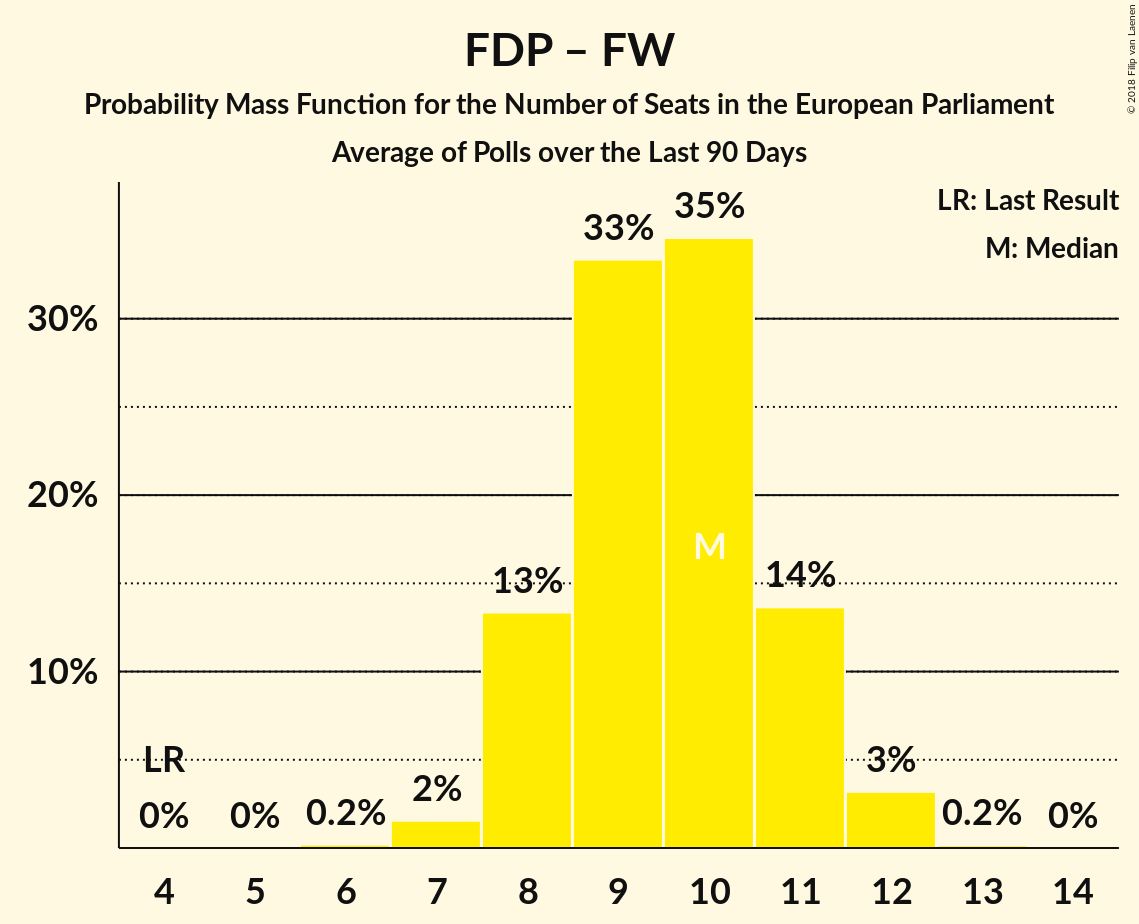 FDP – FW
Probability Mass Function for the Number of Seats in the European Parliament
Average of Polls over the Last 90 Days
© 2018 Filip van Laenen
LR: Last Result
M: Median
35%
33%
30%
20%
M
14%
13%
10%
LR
3%
2%
0% 0% 0.2% 0.2% 0%
4 5 6 7 8 9 10 11 12 13 14